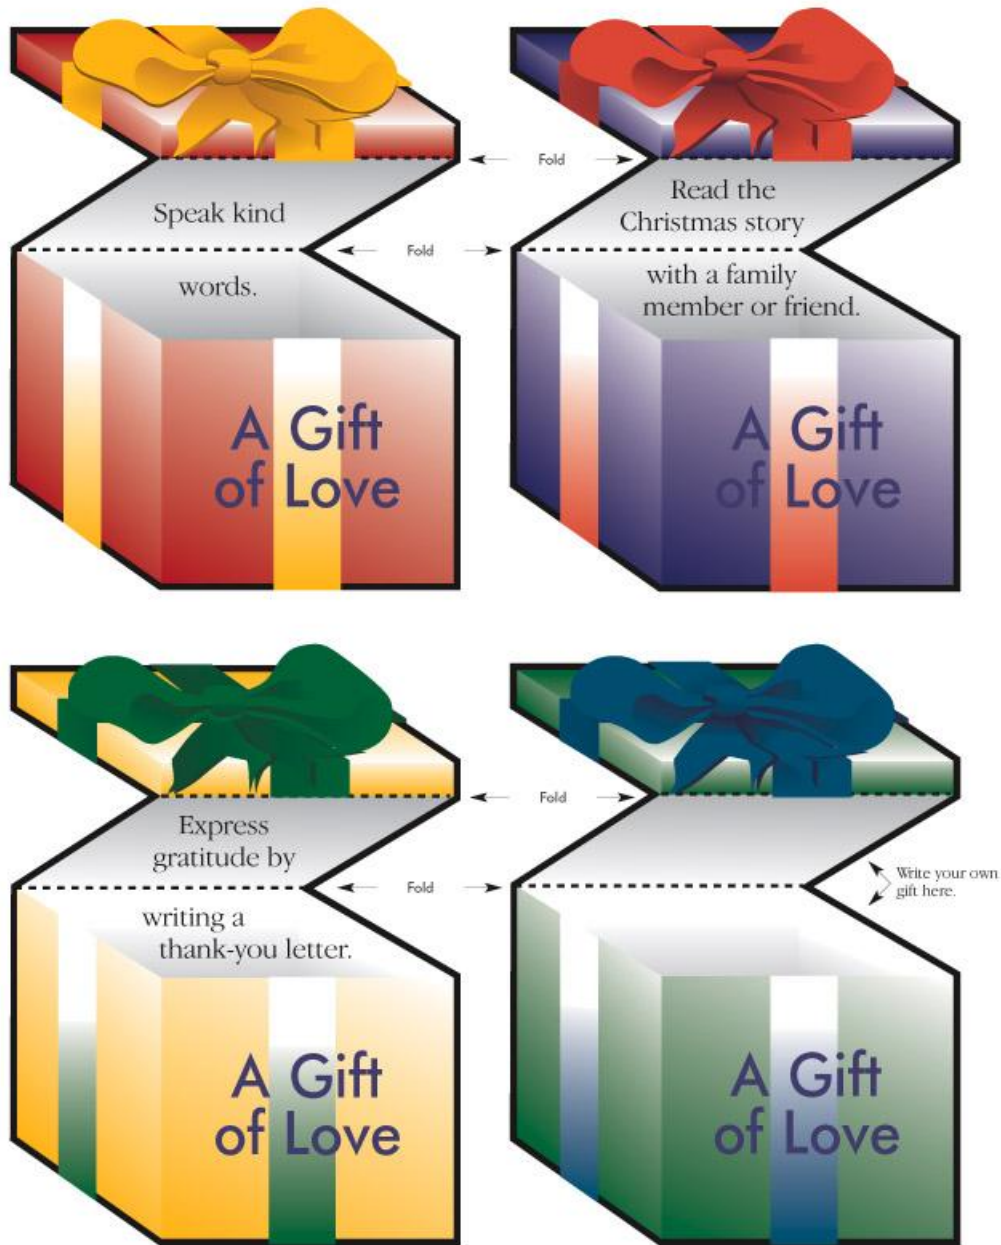 Fold
Speak kind
Read the
Christmas story
Fold
words.
with a family
member or friend.
A Gift
of Love
A Gift
of Love
Fold
Express
gratitude by
Write your own
gift here.
Fold
writing a
thank-you letter.
A Gift
of Love
A Gift
of Love